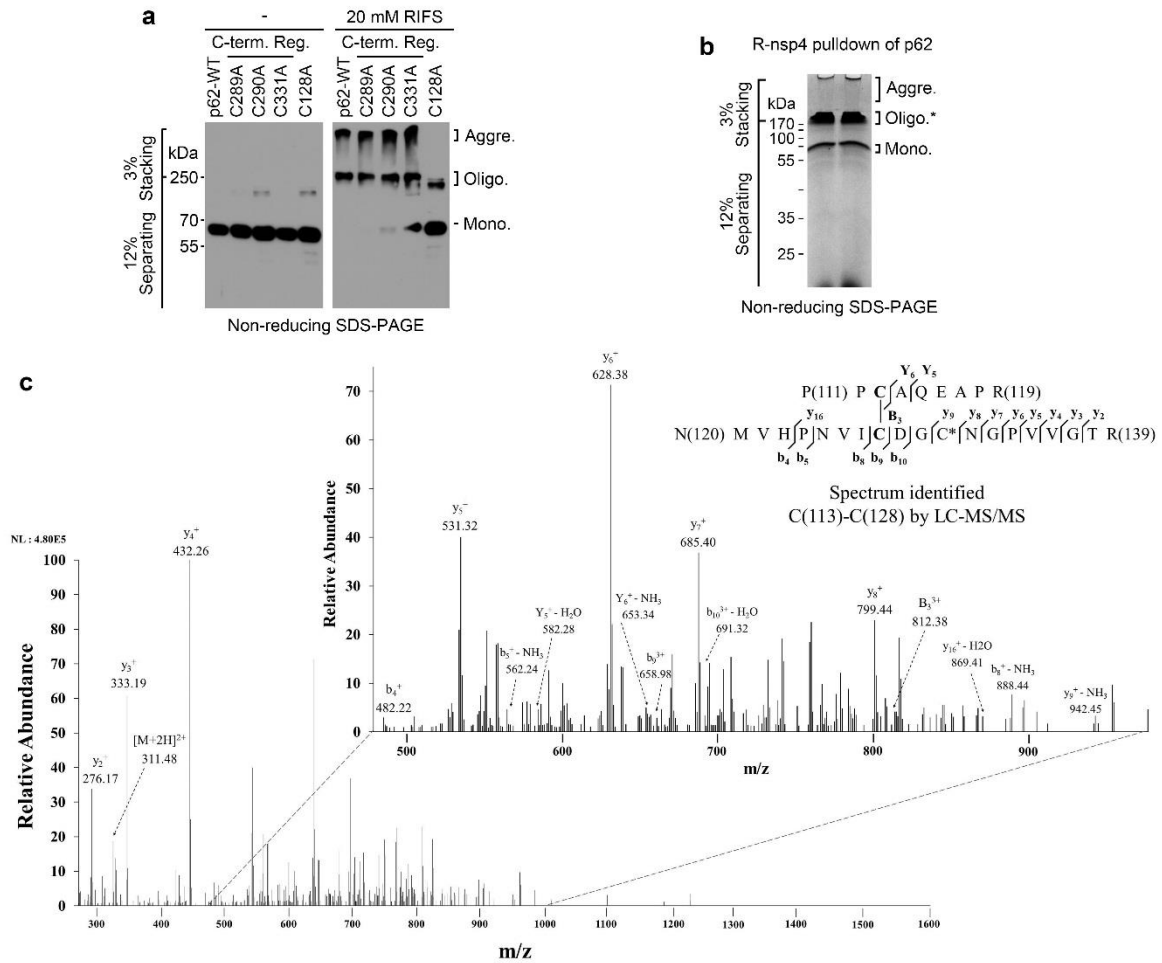 a
-
20 mM RIFS
C-term. Reg.
C-term. Reg.
p62-WT
C289A
C290A
C331A
C128A
p62-WT
C289A
C290A
C331A
C128A
3%
Stacking
12%
Separating
kDa
250
70
55
Aggre.
Oligo.
Mono.
Non-reducing SDS-PAGE
b
R-nsp4 pulldown of p62
3%
Stacking
12%
Separating
kDa
170
100
55
35
25
Aggre.
Oligo.*
Mono.
Non-reducing SDS-PAGE
c
Relative Abundance
70
60
50
40
30
20
10
0
y₆⁺
628.38
y₅⁺
531.32
y₇⁺
685.40
Y₆⁺ - NH₃
653.34
b₁₀³⁺ - H₂O
691.32
Y₅⁺ - H₂O
582.28
b₅⁺ - NH₃
562.24
b₉³⁺
658.98
b₄⁺
482.22
y₈⁺
799.44
B₃³⁺
812.38
y₁₆⁺ - H2O
869.41
b₈⁺ - NH₃
888.44
y₉⁺ - NH₃
942.45
500 600 700 800 900
m/z
Y₆ Y₅
P(111) P C A Q E A P R(119)
B₃
y₁₆ y₉ y₈ y₇ y₆ y₅ y₄ y₃ y₂
N(120) M V H P N V I C D G C* N G P V V G T R(139)
b₄ b₅ b₈ b₉ b₁₀
Spectrum identified
C(113)-C(128) by LC-MS/MS
NL : 4.80E5
Relative Abundance
100
90
80
70
60
50
40
30
20
10
0
y₄⁺
432.26
y₃⁺
333.19
[M+2H]²⁺
311.48
y₂⁺
276.17
300 400 500 600 700 800 900 1000 1100 1200 1300 1400 1500 1600
m/z